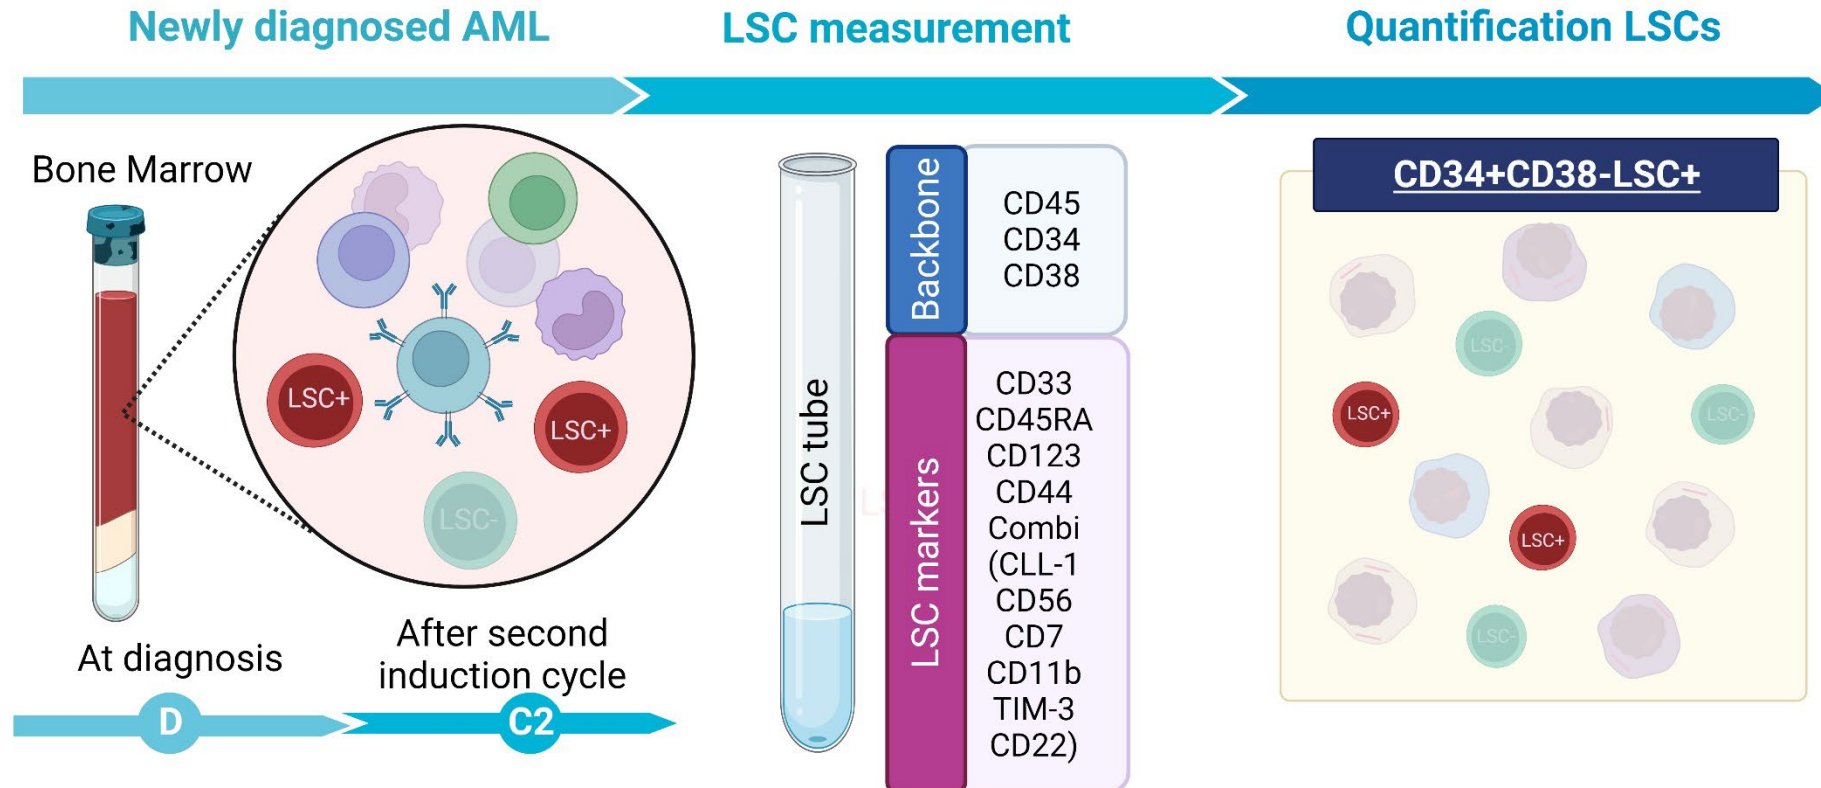 Newly diagnosed AML
LSC measurement
Quantification LSCs
Bone Marrow
LSC+
LSC+
LSC-
At diagnosis
After second
induction cycle
D
C2
LSC tube
Backbone
CD45
CD34
CD38
LSC markers
CD33
CD45RA
CD123
CD44
Combi
(CLL-1
CD56
CD7
CD11b
TIM-3
CD22)
CD34+CD38-LSC+
LSC-
LSC+
LSC-
LSC+
LSC-